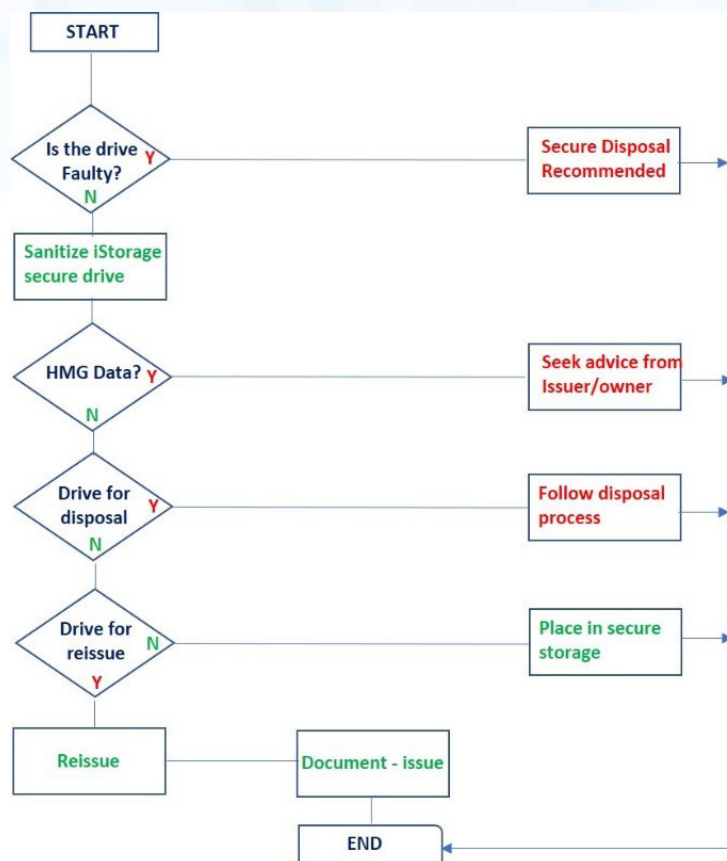 START
Is the drive
Faulty?
Y
N
Secure Disposal
Recommended
Sanitize iStorage
secure drive
HMG Data?
Y
N
Seek advice from
Issuer/owner
Drive for
disposal
Y
N
Follow disposal
process
Drive for
reissue
N
Y
Place in secure
storage
Reissue
Document - issue
END